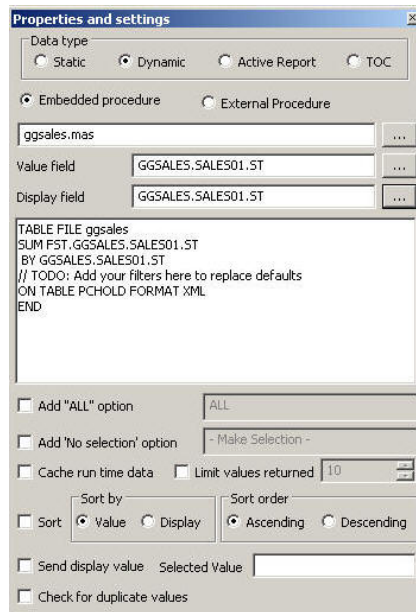 Properties and settings
Data type
Static Dynamic Active Report TOC
Embedded procedure External Procedure
ggsales.mas ...
Value field GGSALES.SALES01.ST ...
Display field GGSALES.SALES01.ST ...
TABLE FILE ggsales
SUM FST.GGSALES.SALES01.ST
BY GGSALES.SALES01.ST
// TODO: Add your filters here to replace defaults
ON TABLE PCHOLD FORMAT XML
END
Add "ALL" option ALL
Add 'No selection' option - Make Selection -
Cache run time data Limit values returned 10
Sort by Sort order
Sort Value Display Ascending Descending
Send display value Selected Value
Check for duplicate values